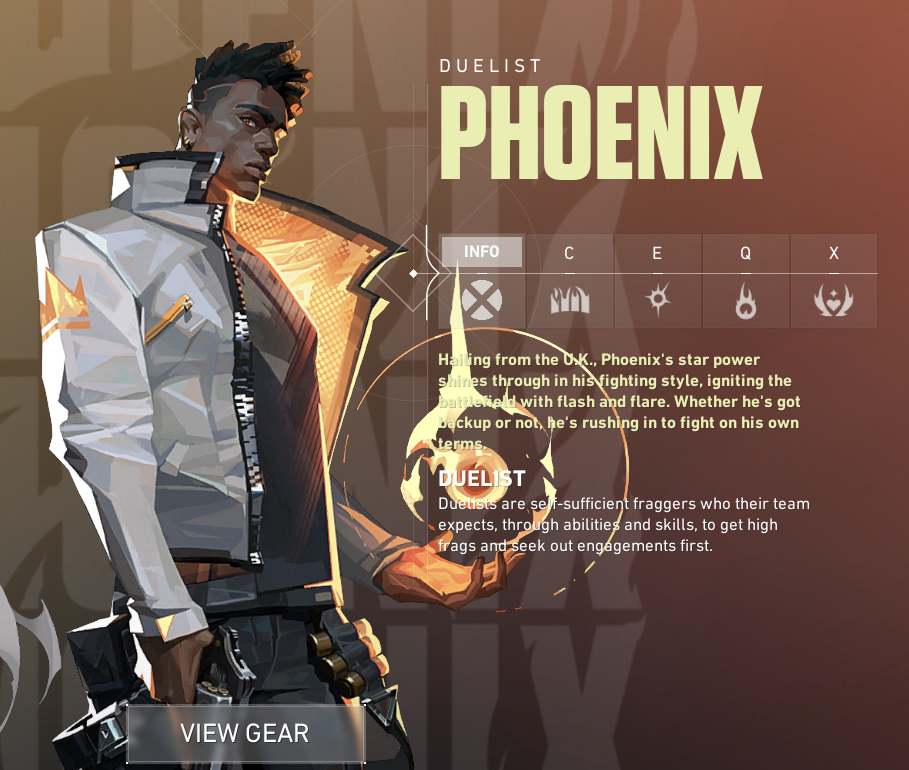 DUELIST
PHOENIX
INFO C E Q X
Hailing from the U.K., Phoenix's star power
shines through in his fighting style, igniting the
battlefield with flash and flare. Whether he's got
backup or not, he's rushing in to fight on his own
terms.
DUELIST
Duelists are self-sufficient fraggers who their team
expects, through abilities and skills, to get high
frags and seek out engagements first.
VIEW GEAR